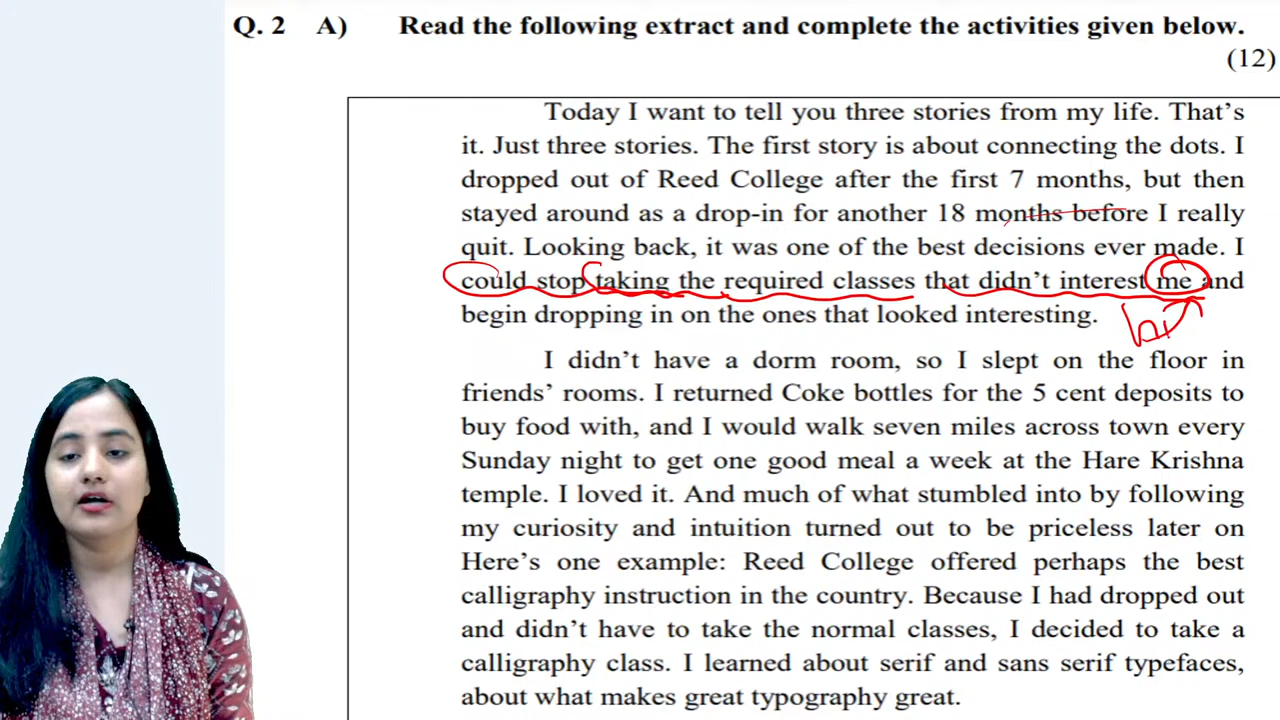 Q. 2 A) Read the following extract and complete the activities given below.
(12)
Today I want to tell you three stories from my life. That's
it. Just three stories. The first story is about connecting the dots. I
dropped out of Reed College after the first 7 months, but then
stayed around as a drop-in for another 18 months before I really
quit. Looking back, it was one of the best decisions ever made. I
could stop taking the required classes that didn't interest me and
begin dropping in on the ones that looked interesting.
I didn't have a dorm room, so I slept on the floor in
friends' rooms. I returned Coke bottles for the 5 cent deposits to
buy food with, and I would walk seven miles across town every
Sunday night to get one good meal a week at the Hare Krishna
temple. I loved it. And much of what stumbled into by following
my curiosity and intuition turned out to be priceless later on
Here's one example: Reed College offered perhaps the best
calligraphy instruction in the country. Because I had dropped out
and didn't have to take the normal classes, I decided to take a
calligraphy class. I learned about serif and sans serif typefaces,
about what makes great typography great.